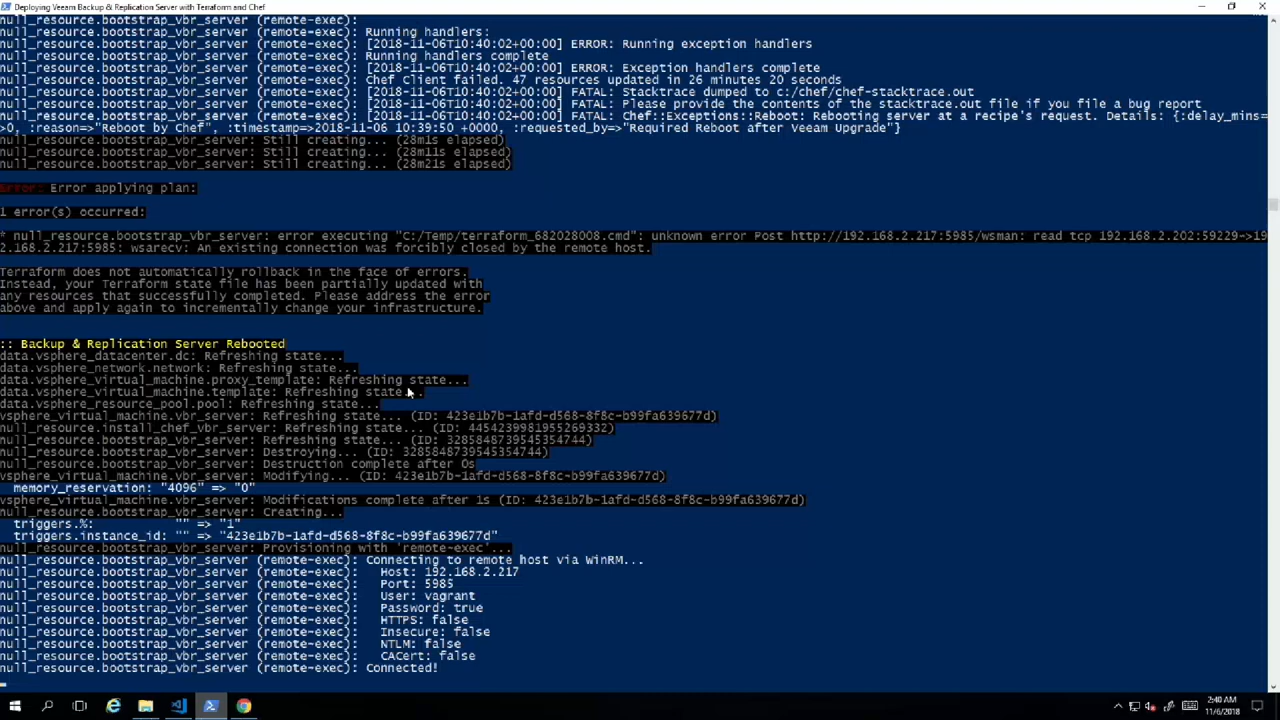 Deploying Veeam Backup & Replication Server with Terraform and Chef
null_resource.bootstrap_vbr_server (remote-exec):
null_resource.bootstrap_vbr_server (remote-exec): Running handlers:
null_resource.bootstrap_vbr_server (remote-exec): [2018-11-06T10:40:02+00:00] ERROR: Running exception handlers
null_resource.bootstrap_vbr_server (remote-exec): Running handlers complete
null_resource.bootstrap_vbr_server (remote-exec): [2018-11-06T10:40:02+00:00] ERROR: Exception handlers complete
null_resource.bootstrap_vbr_server (remote-exec): Chef Client failed. 47 resources updated in 26 minutes 20 seconds
null_resource.bootstrap_vbr_server (remote-exec): [2018-11-06T10:40:02+00:00] FATAL: Stacktrace dumped to c:/chef/chef-stacktrace.out
null_resource.bootstrap_vbr_server (remote-exec): [2018-11-06T10:40:02+00:00] FATAL: Please provide the contents of the stacktrace.out file if you file a bug report
null_resource.bootstrap_vbr_server (remote-exec): [2018-11-06T10:40:02+00:00] FATAL: Chef::Exceptions::Reboot: Rebooting server at a recipe's request. Details: {:delay_mins=
>0, :reason=>"Reboot by Chef", :timestamp=>2018-11-06 10:39:50 +0000, :requested_by=>"Required Reboot after Veeam Upgrade"}
null_resource.bootstrap_vbr_server: Still creating... (28m1s elapsed)
null_resource.bootstrap_vbr_server: Still creating... (28m11s elapsed)
null_resource.bootstrap_vbr_server: Still creating... (28m21s elapsed)
Error: Error applying plan:
1 error(s) occurred:
* null_resource.bootstrap_vbr_server: error executing "C:/Temp/terraform_682028008.cmd": unknown error Post http://192.168.2.217:5985/wsman: read tcp 192.168.2.202:59229->19
2.168.2.217:5985: wsarecv: An existing connection was forcibly closed by the remote host.
Terraform does not automatically rollback in the face of errors.
Instead, your Terraform state file has been partially updated with
any resources that successfully completed. Please address the error
above and apply again to incrementally change your infrastructure.
:: Backup & Replication Server Rebooted
data.vsphere_datacenter.dc: Refreshing state...
data.vsphere_network.network: Refreshing state...
data.vsphere_virtual_machine.proxy_template: Refreshing state...
data.vsphere_virtual_machine.template: Refreshing state...
data.vsphere_resource_pool.pool: Refreshing state...
vsphere_virtual_machine.vbr_server: Refreshing state... (ID: 423e1b7b-1afd-d568-8f8c-b99fa639677d)
null_resource.install_chef_vbr_server: Refreshing state... (ID: 4454239981955269332)
null_resource.bootstrap_vbr_server: Refreshing state... (ID: 3285848739545354744)
null_resource.bootstrap_vbr_server: Destroying... (ID: 3285848739545354744)
null_resource.bootstrap_vbr_server: Destruction complete after 0s
vsphere_virtual_machine.vbr_server: Modifying... (ID: 423e1b7b-1afd-d568-8f8c-b99fa639677d)
memory_reservation: "4096" => "0"
vsphere_virtual_machine.vbr_server: Modifications complete after 1s (ID: 423e1b7b-1afd-d568-8f8c-b99fa639677d)
null_resource.bootstrap_vbr_server: Creating...
triggers.%: "" => "1"
triggers.instance_id: "" => "423e1b7b-1afd-d568-8f8c-b99fa639677d"
null_resource.bootstrap_vbr_server: Provisioning with 'remote-exec'...
null_resource.bootstrap_vbr_server (remote-exec): Connecting to remote host via WinRM...
null_resource.bootstrap_vbr_server (remote-exec): Host: 192.168.2.217
null_resource.bootstrap_vbr_server (remote-exec): Port: 5985
null_resource.bootstrap_vbr_server (remote-exec): User: vagrant
null_resource.bootstrap_vbr_server (remote-exec): Password: true
null_resource.bootstrap_vbr_server (remote-exec): HTTPS: false
null_resource.bootstrap_vbr_server (remote-exec): Insecure: false
null_resource.bootstrap_vbr_server (remote-exec): NTLM: false
null_resource.bootstrap_vbr_server (remote-exec): CACert: false
null_resource.bootstrap_vbr_server (remote-exec): Connected!
2:40 AM
11/6/2018